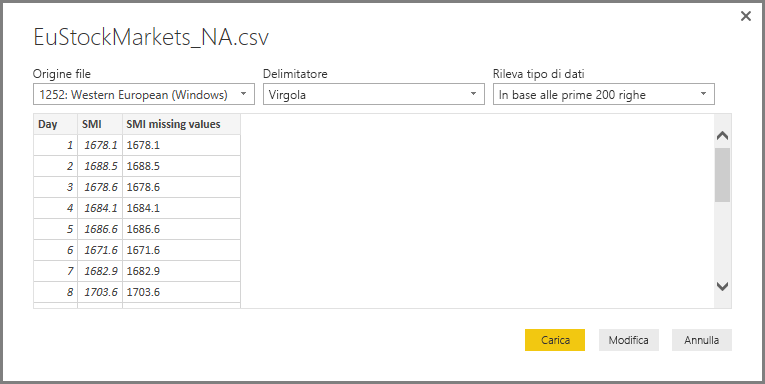 EuStockMarkets_NA.csv
Origine file Delimitatore Rileva tipo di dati
1252: Western European (Windows) Virgola In base alle prime 200 righe
Day SMI SMI missing values
1 1678.1 1678.1
2 1688.5 1688.5
3 1678.6 1678.6
4 1684.1 1684.1
5 1686.6 1686.6
6 1671.6 1671.6
7 1682.9 1682.9
8 1703.6 1703.6
Carica Modifica Annulla